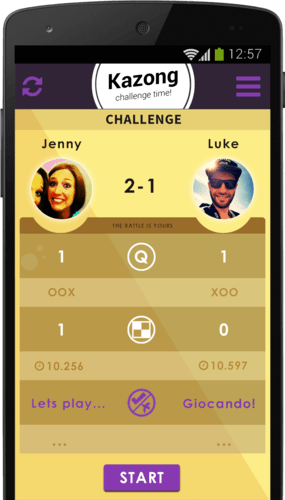 12:57
Kazong
challenge time!
CHALLENGE
Jenny Luke
2-1
THE BATTLE IS YOURS
1 Q 1
OOX XOO
1 0
10.256 10.597
Lets play... Giocando!
... ...
START